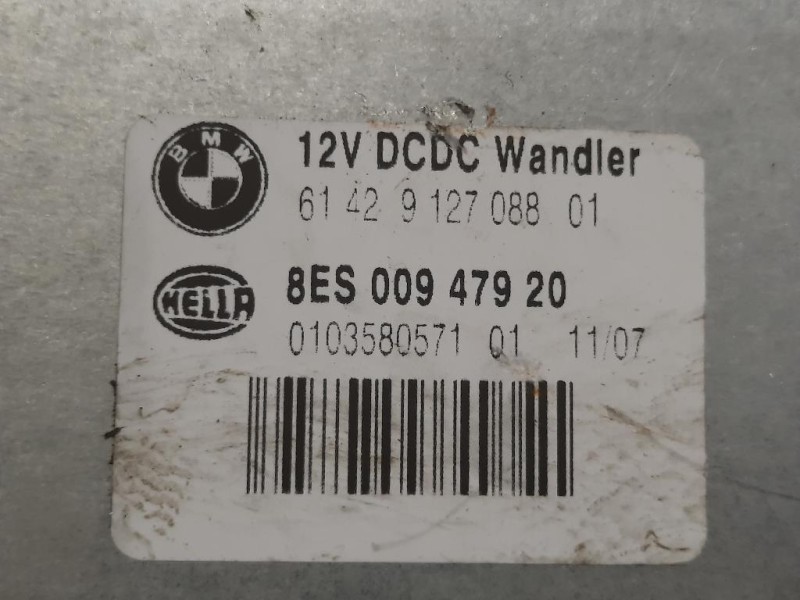 BMW
12V DCDC Wandler
61 42 9 127 088 01
HELLA
8ES 009 479 20
0103580571 01 11/07